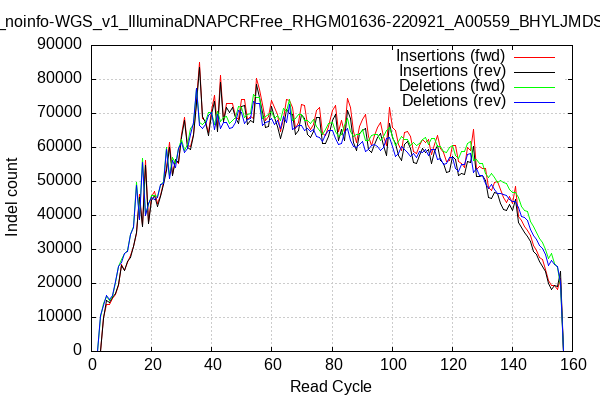 _noinfo-WGS_v1_IlluminaDNAPCRFree_RHGM01636-220921_A00559_BHYLJMDS
Insertions (fwd)
Insertions (rev)
Deletions (fwd)
Deletions (rev)
90000
80000
70000
60000
50000
40000
30000
20000
10000
0
Indel count
0 20 40 60 80 100 120 140 160
Read Cycle